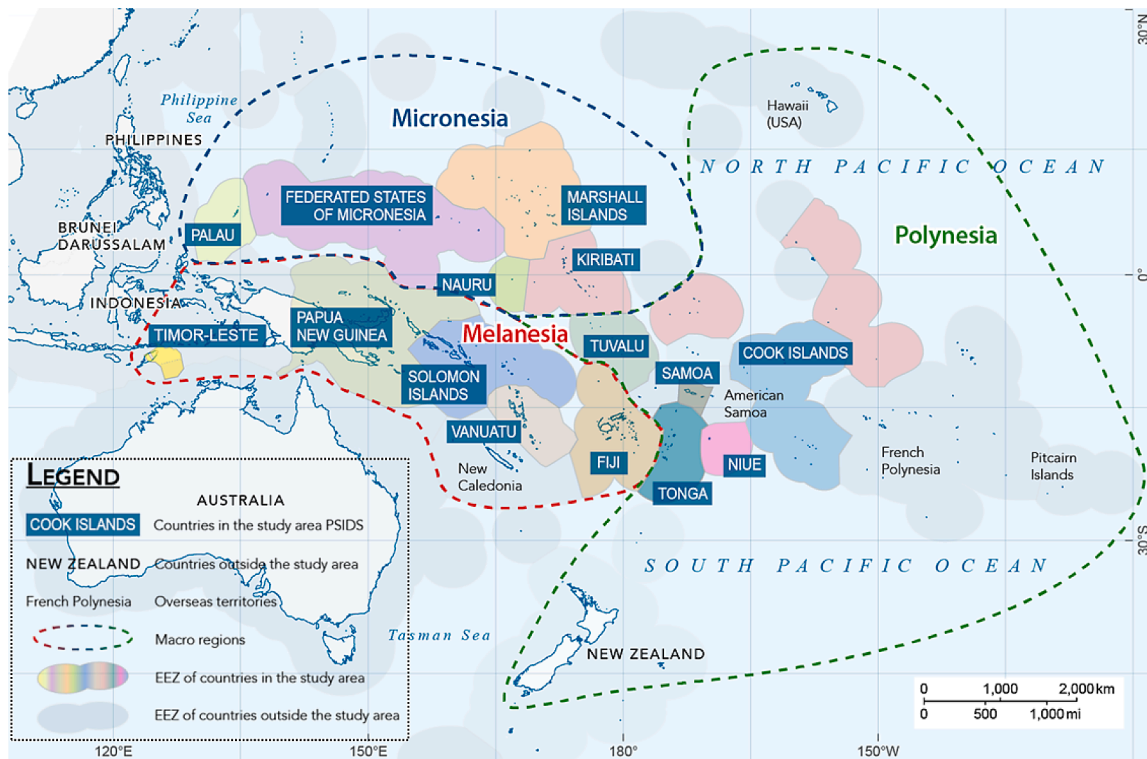 30°N
Philippine
Sea
Micronesia
Hawaii
(USA)
PHILIPPINES
NORTH PACIFIC OCEAN
FEDERATED STATES
OF MICRONESIA
MARSHALL
ISLANDS
PALAU
BRUNEI
DARUSSALAM
Polynesia
KIRIBATI
NAURU
0°
INDONESIA
PAPUA
NEW GUINEA
TIMOR-LESTE
Melanesia
TUVALU
COOK ISLANDS
SOLOMON
ISLANDS
SAMOA
American
Samoa
VANUATU
FIJI
NIUE
TONGA
New
Caledonia
French
Polynesia
Pitcairn
Islands
LEGEND
AUSTRALIA
COOK ISLANDS Countries in the study area PSIDS
NEW ZEALAND Countries outside the study area
French Polynesia Overseas territories
Macro regions
EEZ of countries in the study area
EEZ of countries outside the study area
30°S
SOUTH PACIFIC OCEAN
Tasman Sea
NEW ZEALAND
0 1,000 2,000 km
0 500 1,000 mi
120°E 150°E 180° 150°W